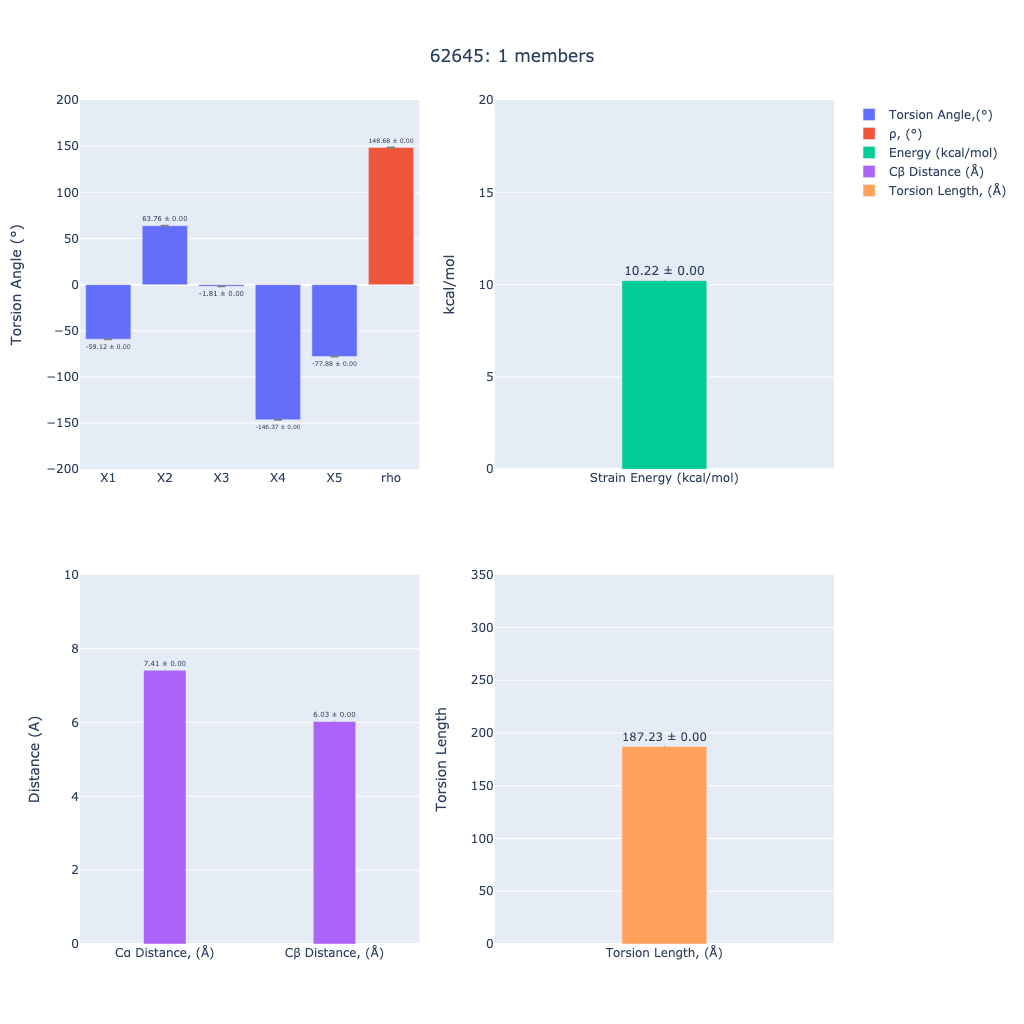 62645: 1 members
Torsion Angle (°)
200
150
100
50
0
−50
−100
−150
−200
-59.12 ± 0.00
63.76 ± 0.00
-1.81 ± 0.00
-146.37 ± 0.00
-77.88 ± 0.00
148.68 ± 0.00
X1 X2 X3 X4 X5 rho
kcal/mol
20
15
10
5
0
10.22 ± 0.00
Strain Energy (kcal/mol)
Torsion Angle,(°)
ρ, (°)
Energy (kcal/mol)
Cβ Distance (Å)
Torsion Length, (Å)
Distance (A)
10
8
6
4
2
0
7.41 ± 0.00
6.03 ± 0.00
Cα Distance, (Å) Cβ Distance, (Å)
Torsion Length
350
300
250
200
150
100
50
0
187.23 ± 0.00
Torsion Length, (Å)